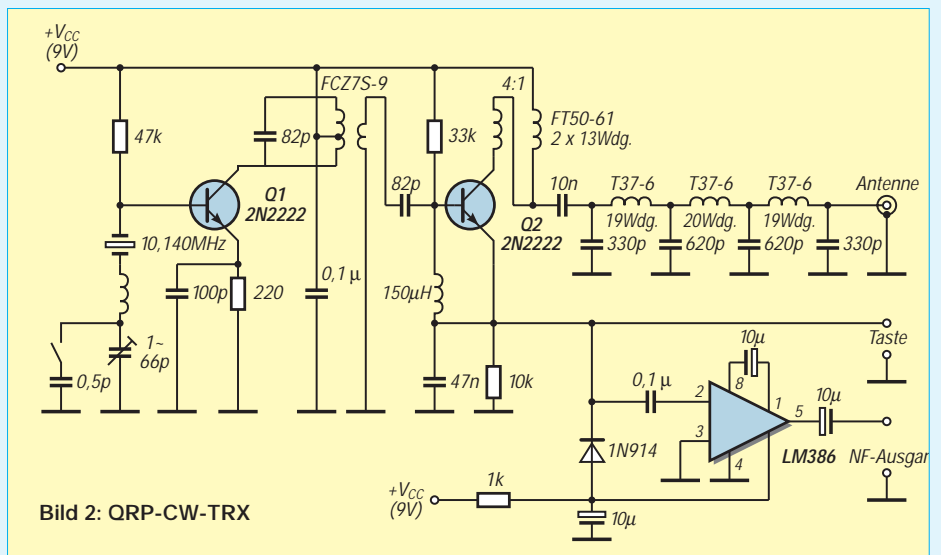 +VCC
(9V)
FCZ7S-9
4:1
FT50-61
2 x 13Wdg.
47k
82p
33k
82p
10n
T37-6
T37-6
T37-6
Antenne
Q1
2N2222
Q2
2N2222
19Wdg.
20Wdg.
19Wdg.
330p
620p
620p
330p
10,140MHz
100p
220
0,1 µ
150µH
1~
66p
0,5p
47n
10k
Taste
10µ
0,1 µ
8
1
2
3
4
5
10µ
1N914
LM386
NF-Ausgar
+VCC
(9V)
1k
10µ
Bild 2: QRP-CW-TRX